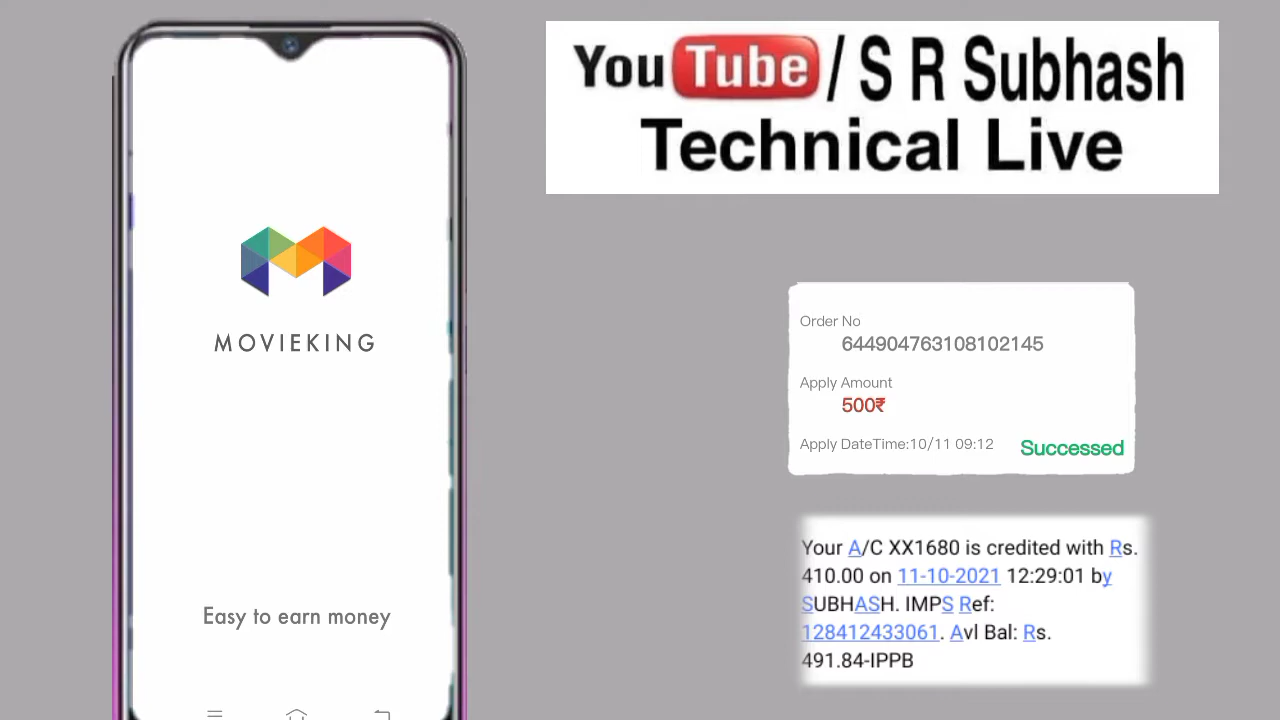 YouTube / S R Subhash
Technical Live
MOVIEKING
Easy to earn money
Order No
644904763108102145
Apply Amount
500₹
Apply DateTime:10/11 09:12 Successed
Your A/C XX1680 is credited with Rs.
410.00 on 11-10-2021 12:29:01 by
SUBHASH. IMPS Ref:
128412433061. Avl Bal: Rs.
491.84-IPPB